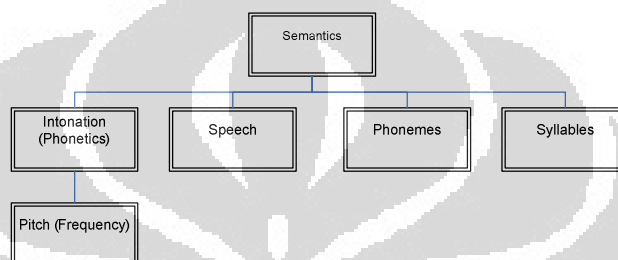 Semantics
Intonation
(Phonetics)
Speech
Phonemes
Syllables
Pitch (Frequency)